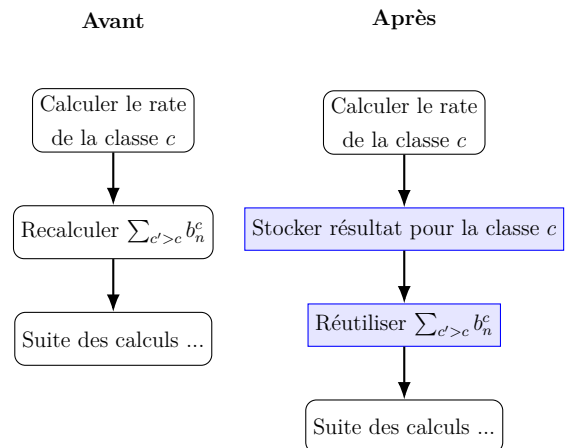 Avant
Calculer le rate
de la classe c
Recalculer ∑_{c'>c} b_n^c
Suite des calculs ...
Après
Calculer le rate
de la classe c
Stocker résultat pour la classe c
Réutiliser ∑_{c'>c} b_n^c
Suite des calculs ...